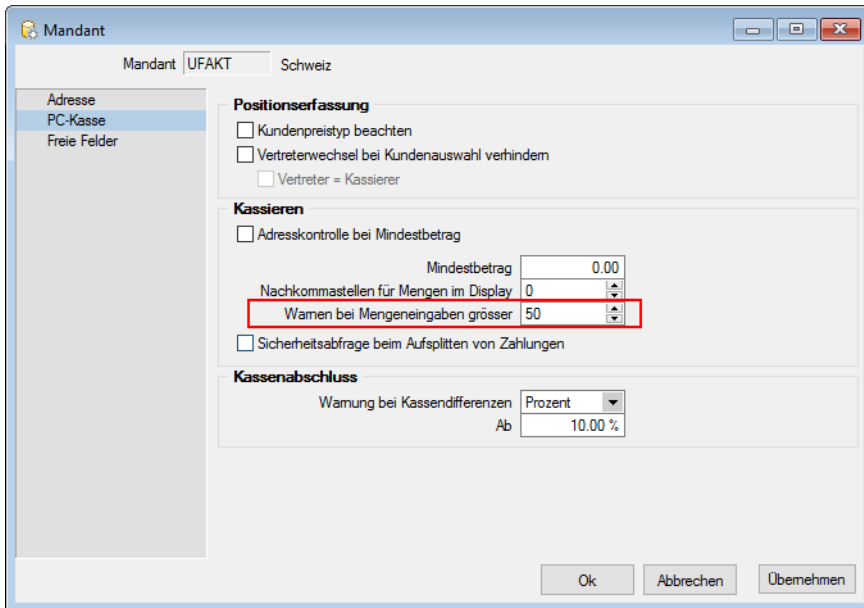 Mandant
Mandant UFAKT Schweiz
Adresse
PC-Kasse
Freie Felder
Positionserfassung
Kundenpreistyp beachten
Vertreterwechsel bei Kundenauswahl verhindern
Vertreter = Kassierer
Kassieren
Adresskontrolle bei Mindestbetrag
Mindestbetrag 0.00
Nachkommastellen für Mengen im Display 0
Warnen bei Mengeneingaben grösser 50
Sicherheitsabfrage beim Aufsplitten von Zahlungen
Kassenabschluss
Warnung bei Kassendifferenzen Prozent
Ab 10.00 %
Ok Abbrechen Übernehmen